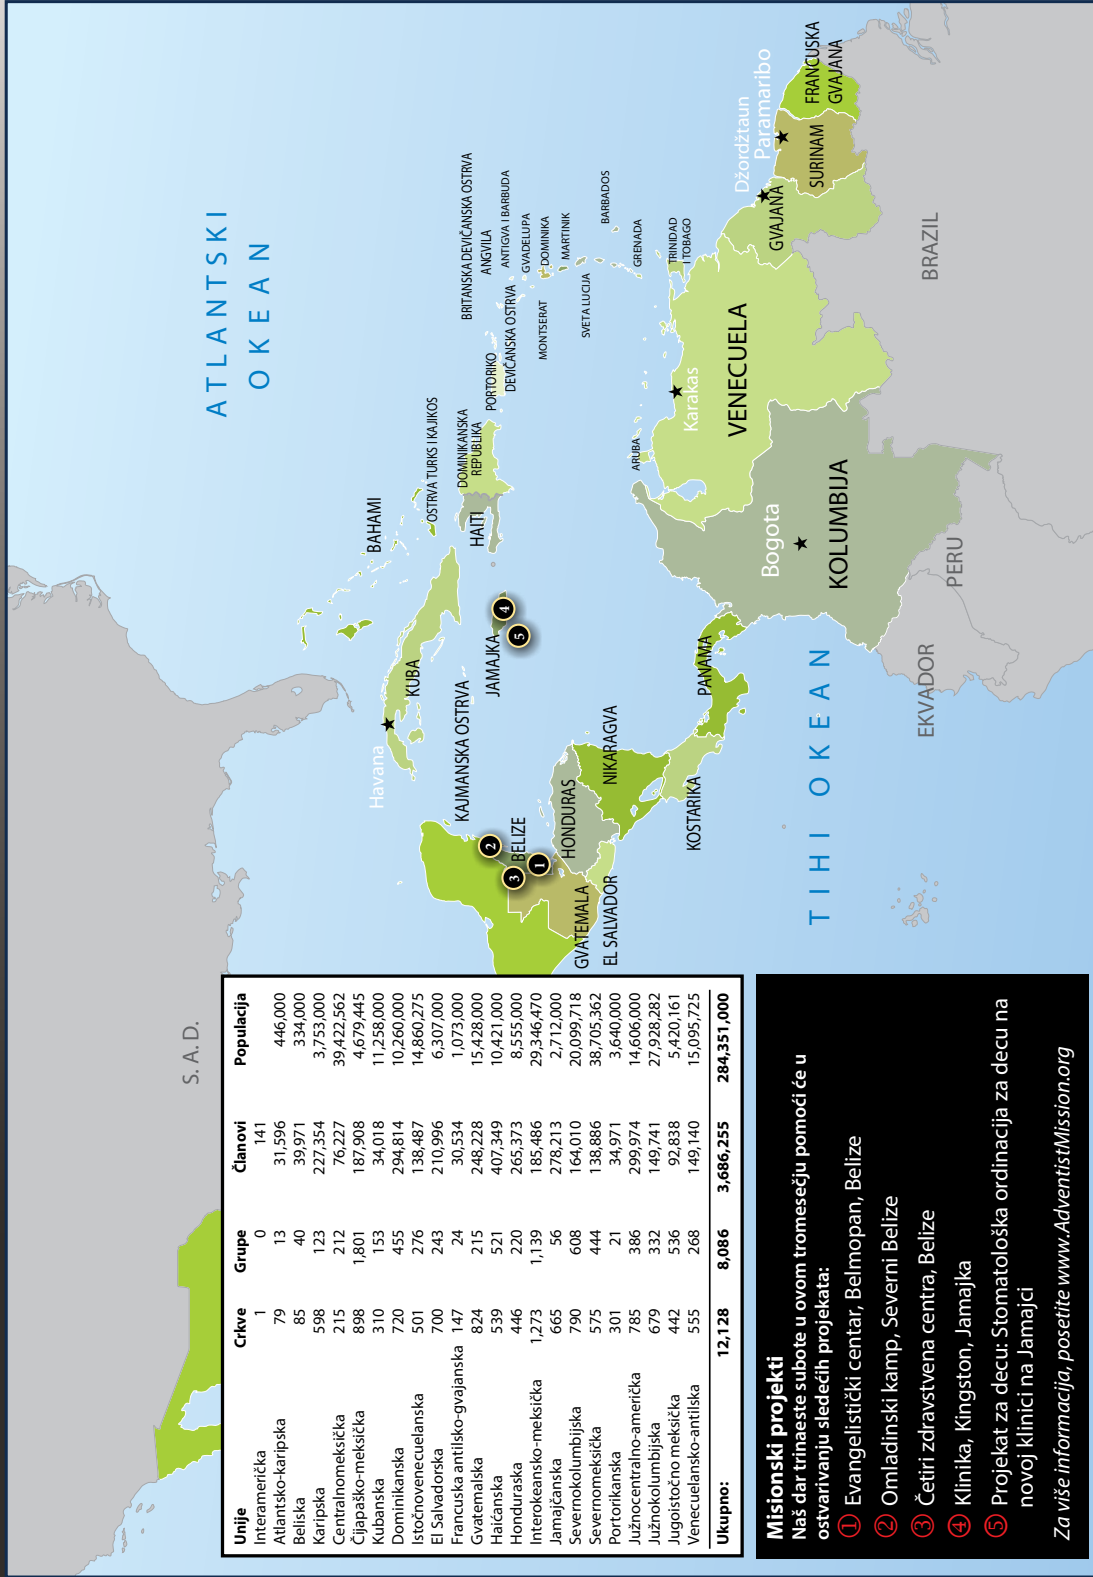 S. A. D.
ATLANTSKI
OKEAN
BAHAMI
OSTRVA TURKS I KAJIKOS
Havana
KUBA
KAJMANSKA OSTRVA
JAMAJKA
HAITI
DOMINIKANSKA
REPUBLIKA
PORTORIKO
DEVIČANSKA OSTRVA
BRITANSKA DEVIČANSKA OSTRVA
ANGVILA
ANTIGVA I BARBUDA
GVADELUPA
DOMINIKA
MONTSERAT
MARTINIK
SVETA LUCIJA
BARBADOS
GRENADA
TRINIDAD
I TOBAGO
ARUBA
BELIZE
GVATEMALA
EL SALVADOR
HONDURAS
NIKARAGVA
KOSTARIKA
PANAMA
Karakas
VENECUELA
Bogota
KOLUMBIJA
Džordžtaun
Paramaribo
GVAJANA
SURINAM
FRANCUSKA
GVAJANA
BRAZIL
PERU
EKVADOR
TIHI OKEAN
1
2
3
4
5
Unije Crkve Grupe Članovi Populacija
Interamerička 1 0 141
Atlantsko-karipska 79 13 31,596 446,000
Beliska 85 40 39,971 334,000
Karipska 598 123 227,354 3,753,000
Centralnomeksička 215 212 76,227 39,422,562
Čijapaško-meksička 898 1,801 187,908 4,679,445
Kubanska 310 153 34,018 11,258,000
Dominikanska 720 455 294,814 10,260,000
Istočnovenecuelanska 501 276 138,487 14,860,275
El Salvadorska 700 243 210,996 6,307,000
Francuska antilsko-gvajanska 147 24 30,534 1,073,000
Gvatemalska 824 215 248,228 15,428,000
Haićanska 539 521 407,349 10,421,000
Honduraska 446 220 265,373 8,555,000
Interokeansko-meksička 1,273 1,139 185,486 29,346,470
Jamajčanska 665 56 278,213 2,712,000
Severnokolumbijska 790 608 164,010 20,099,718
Severnomeksička 575 444 138,886 38,705,362
Portorikanska 301 21 34,971 3,640,000
Južnocentralno-američka 785 386 299,974 14,606,000
Južnokolumbijska 679 332 149,741 27,928,282
Jugoistočno meksička 442 536 92,838 5,420,161
Venecuelansko-antilska 555 268 149,140 15,095,725
Ukupno: 12,128 8,086 3,686,255 284,351,000
Misionski projekti
Naš dar trinaeste subote u ovom tromesečju pomoći će u
ostvarivanju sledećih projekata:
① Evangelistički centar, Belmopan, Belize
② Omladinski kamp, Severni Belize
③ Četiri zdravstvena centra, Belize
④ Klinika, Kingston, Jamajka
⑤ Projekat za decu: Stomatološka ordinacija za decu na
novoj klinici na Jamajci
Za više informacija, posetite www.AdventistMission.org